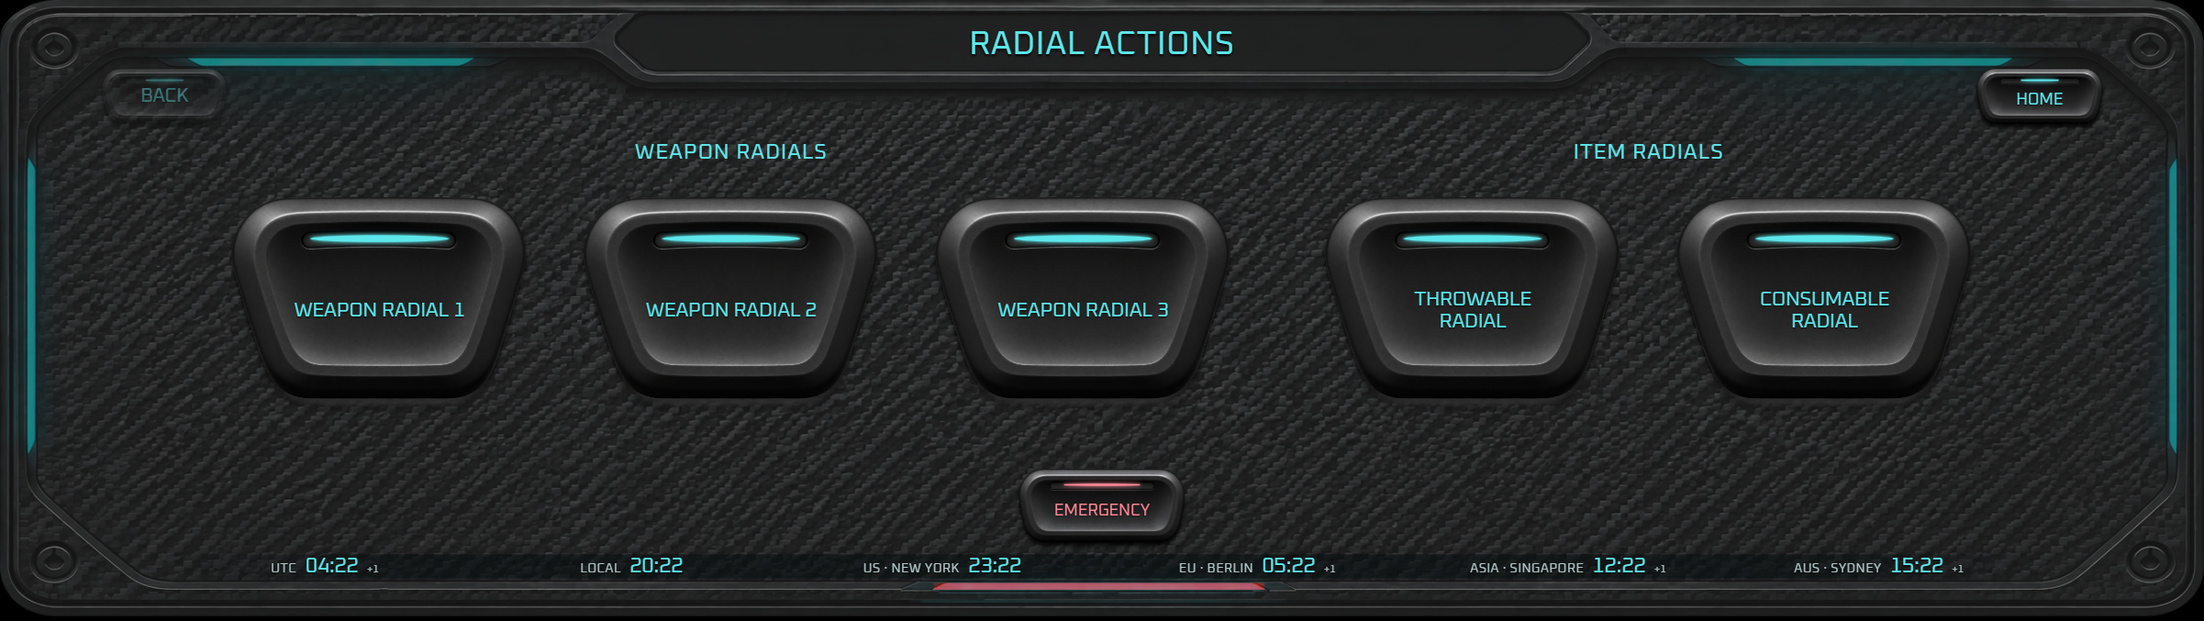 RADIAL ACTIONS
BACK
HOME
WEAPON RADIALS
ITEM RADIALS
WEAPON RADIAL 1
WEAPON RADIAL 2
WEAPON RADIAL 3
THROWABLE
RADIAL
CONSUMABLE
RADIAL
EMERGENCY
UTC 04:22 +1
LOCAL 20:22
US · NEW YORK 23:22
EU · BERLIN 05:22 +1
ASIA · SINGAPORE 12:22 +1
AUS · SYDNEY 15:22 +1